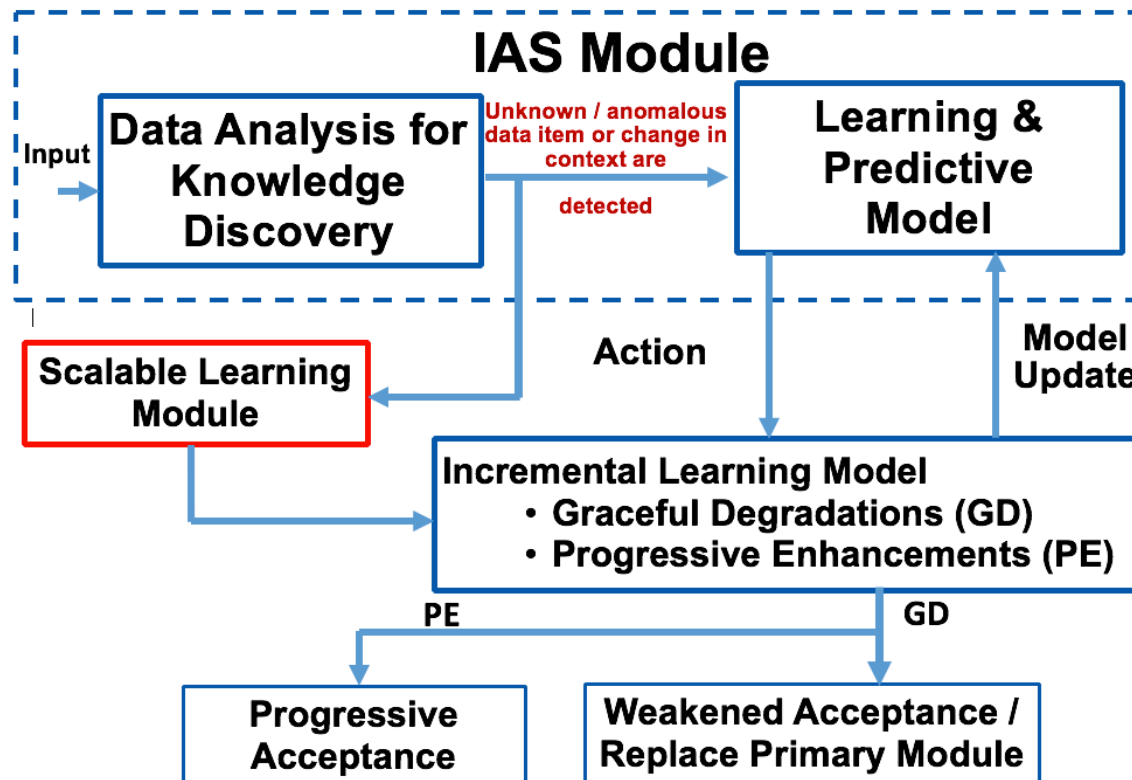 IAS Module
Input
Data Analysis for
Knowledge
Discovery
Unknown / anomalous
data item or change in
context are
detected
Learning &
Predictive
Model
Scalable Learning
Module
Action
Model
Update
Incremental Learning Model
• Graceful Degradations (GD)
• Progressive Enhancements (PE)
PE
GD
Progressive
Acceptance
Weakened Acceptance /
Replace Primary Module